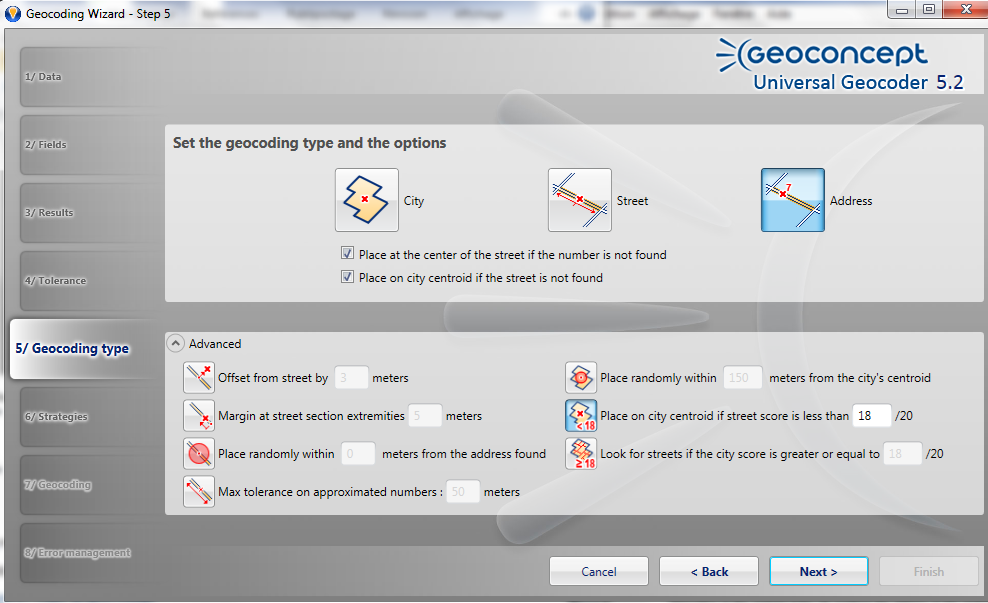 Geocoding Wizard - Step 5
Geoconcept
Universal Geocoder 5.2
1/ Data
2/ Fields
3/ Results
4/ Tolerance
5/ Geocoding type
6/ Strategies
7/ Geocoding
8/ Error management
Set the geocoding type and the options
City
Street
7
Address
Place at the center of the street if the number is not found
Place on city centroid if the street is not found
Advanced
Offset from street by 3 meters
Place randomly within 150 meters from the city's centroid
Margin at street section extremities 5 meters
<18 Place on city centroid if street score is less than 18 /20
Place randomly within 0 meters from the address found
≥18 Look for streets if the city score is greater or equal to 18 /20
Max tolerance on approximated numbers : 50 meters
Cancel
< Back
Next >
Finish